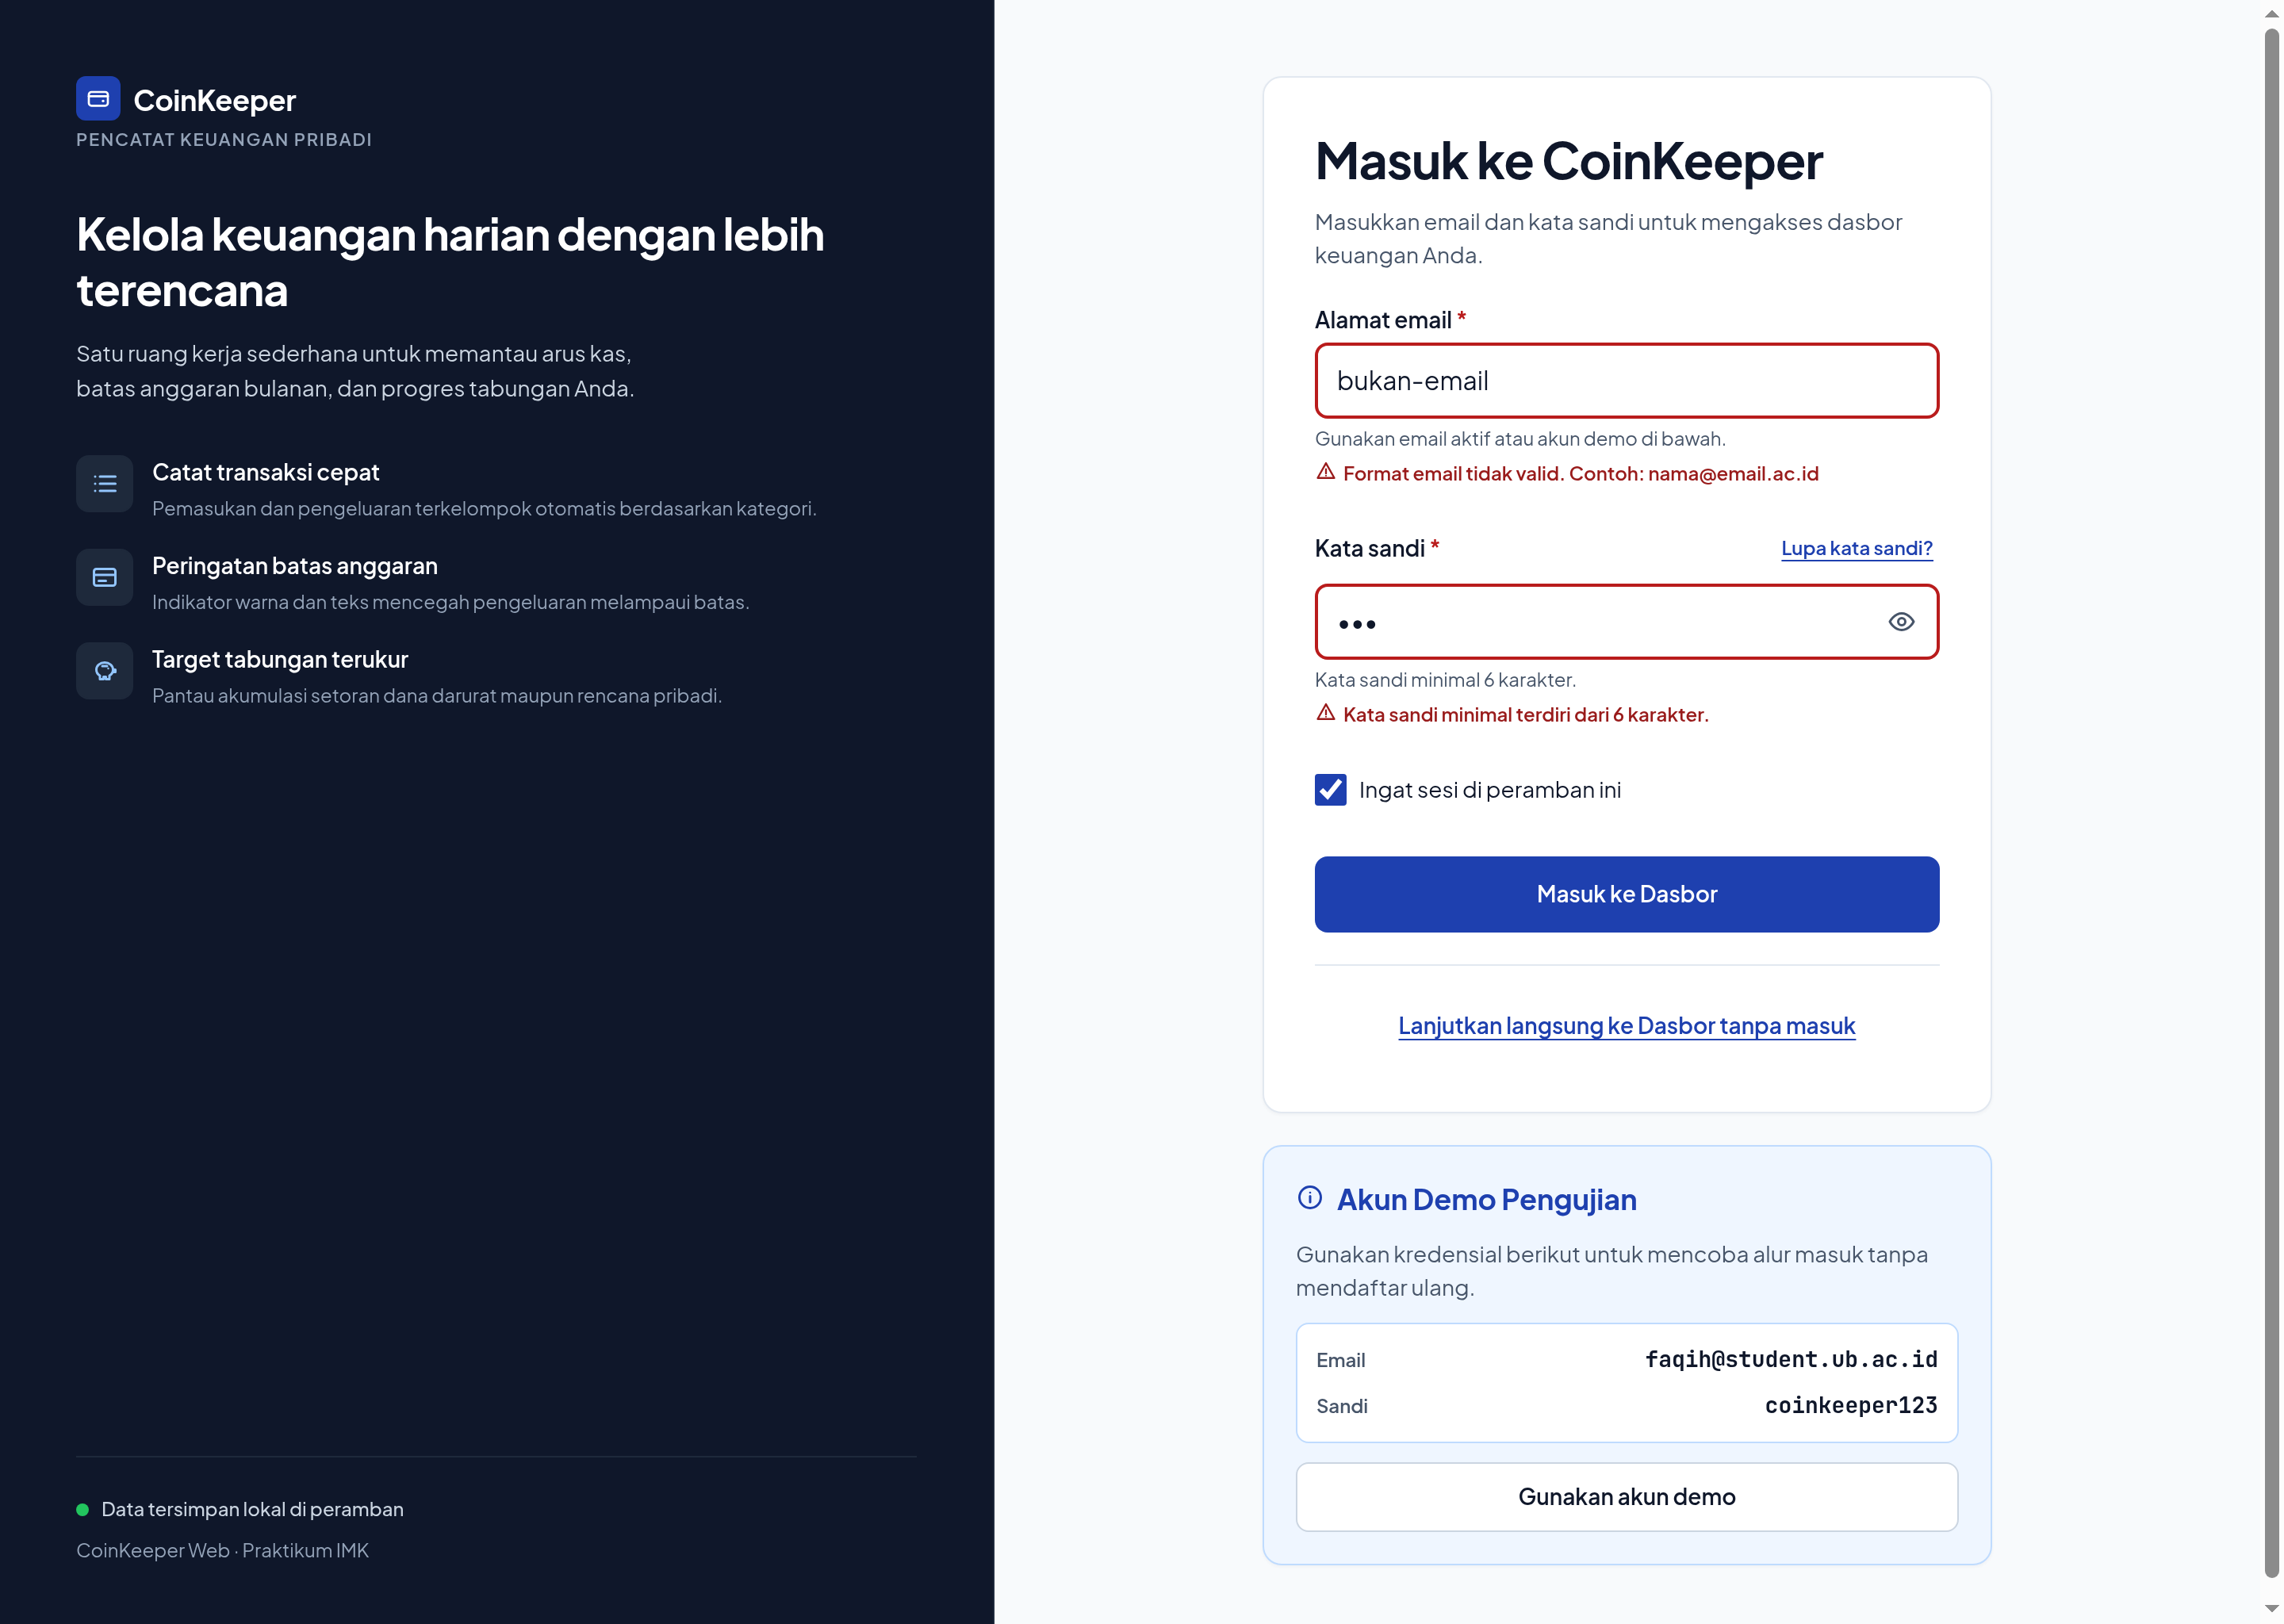 CoinKeeper
PENCATAT KEUANGAN PRIBADI
Kelola keuangan harian dengan lebih
terencana
Satu ruang kerja sederhana untuk memantau arus kas,
batas anggaran bulanan, dan progres tabungan Anda.
Catat transaksi cepat
Pemasukan dan pengeluaran terkelompok otomatis berdasarkan kategori.
Peringatan batas anggaran
Indikator warna dan teks mencegah pengeluaran melampaui batas.
Target tabungan terukur
Pantau akumulasi setoran dana darurat maupun rencana pribadi.
Data tersimpan lokal di peramban
CoinKeeper Web · Praktikum IMK
Masuk ke CoinKeeper
Masukkan email dan kata sandi untuk mengakses dasbor
keuangan Anda.
Alamat email *
bukan-email
Gunakan email aktif atau akun demo di bawah.
Format email tidak valid. Contoh: nama@email.ac.id
Kata sandi * Lupa kata sandi?
•••
Kata sandi minimal 6 karakter.
Kata sandi minimal terdiri dari 6 karakter.
Ingat sesi di peramban ini
Masuk ke Dasbor
Lanjutkan langsung ke Dasbor tanpa masuk
Akun Demo Pengujian
Gunakan kredensial berikut untuk mencoba alur masuk tanpa
mendaftar ulang.
Email faqih@student.ub.ac.id
Sandi coinkeeper123
Gunakan akun demo